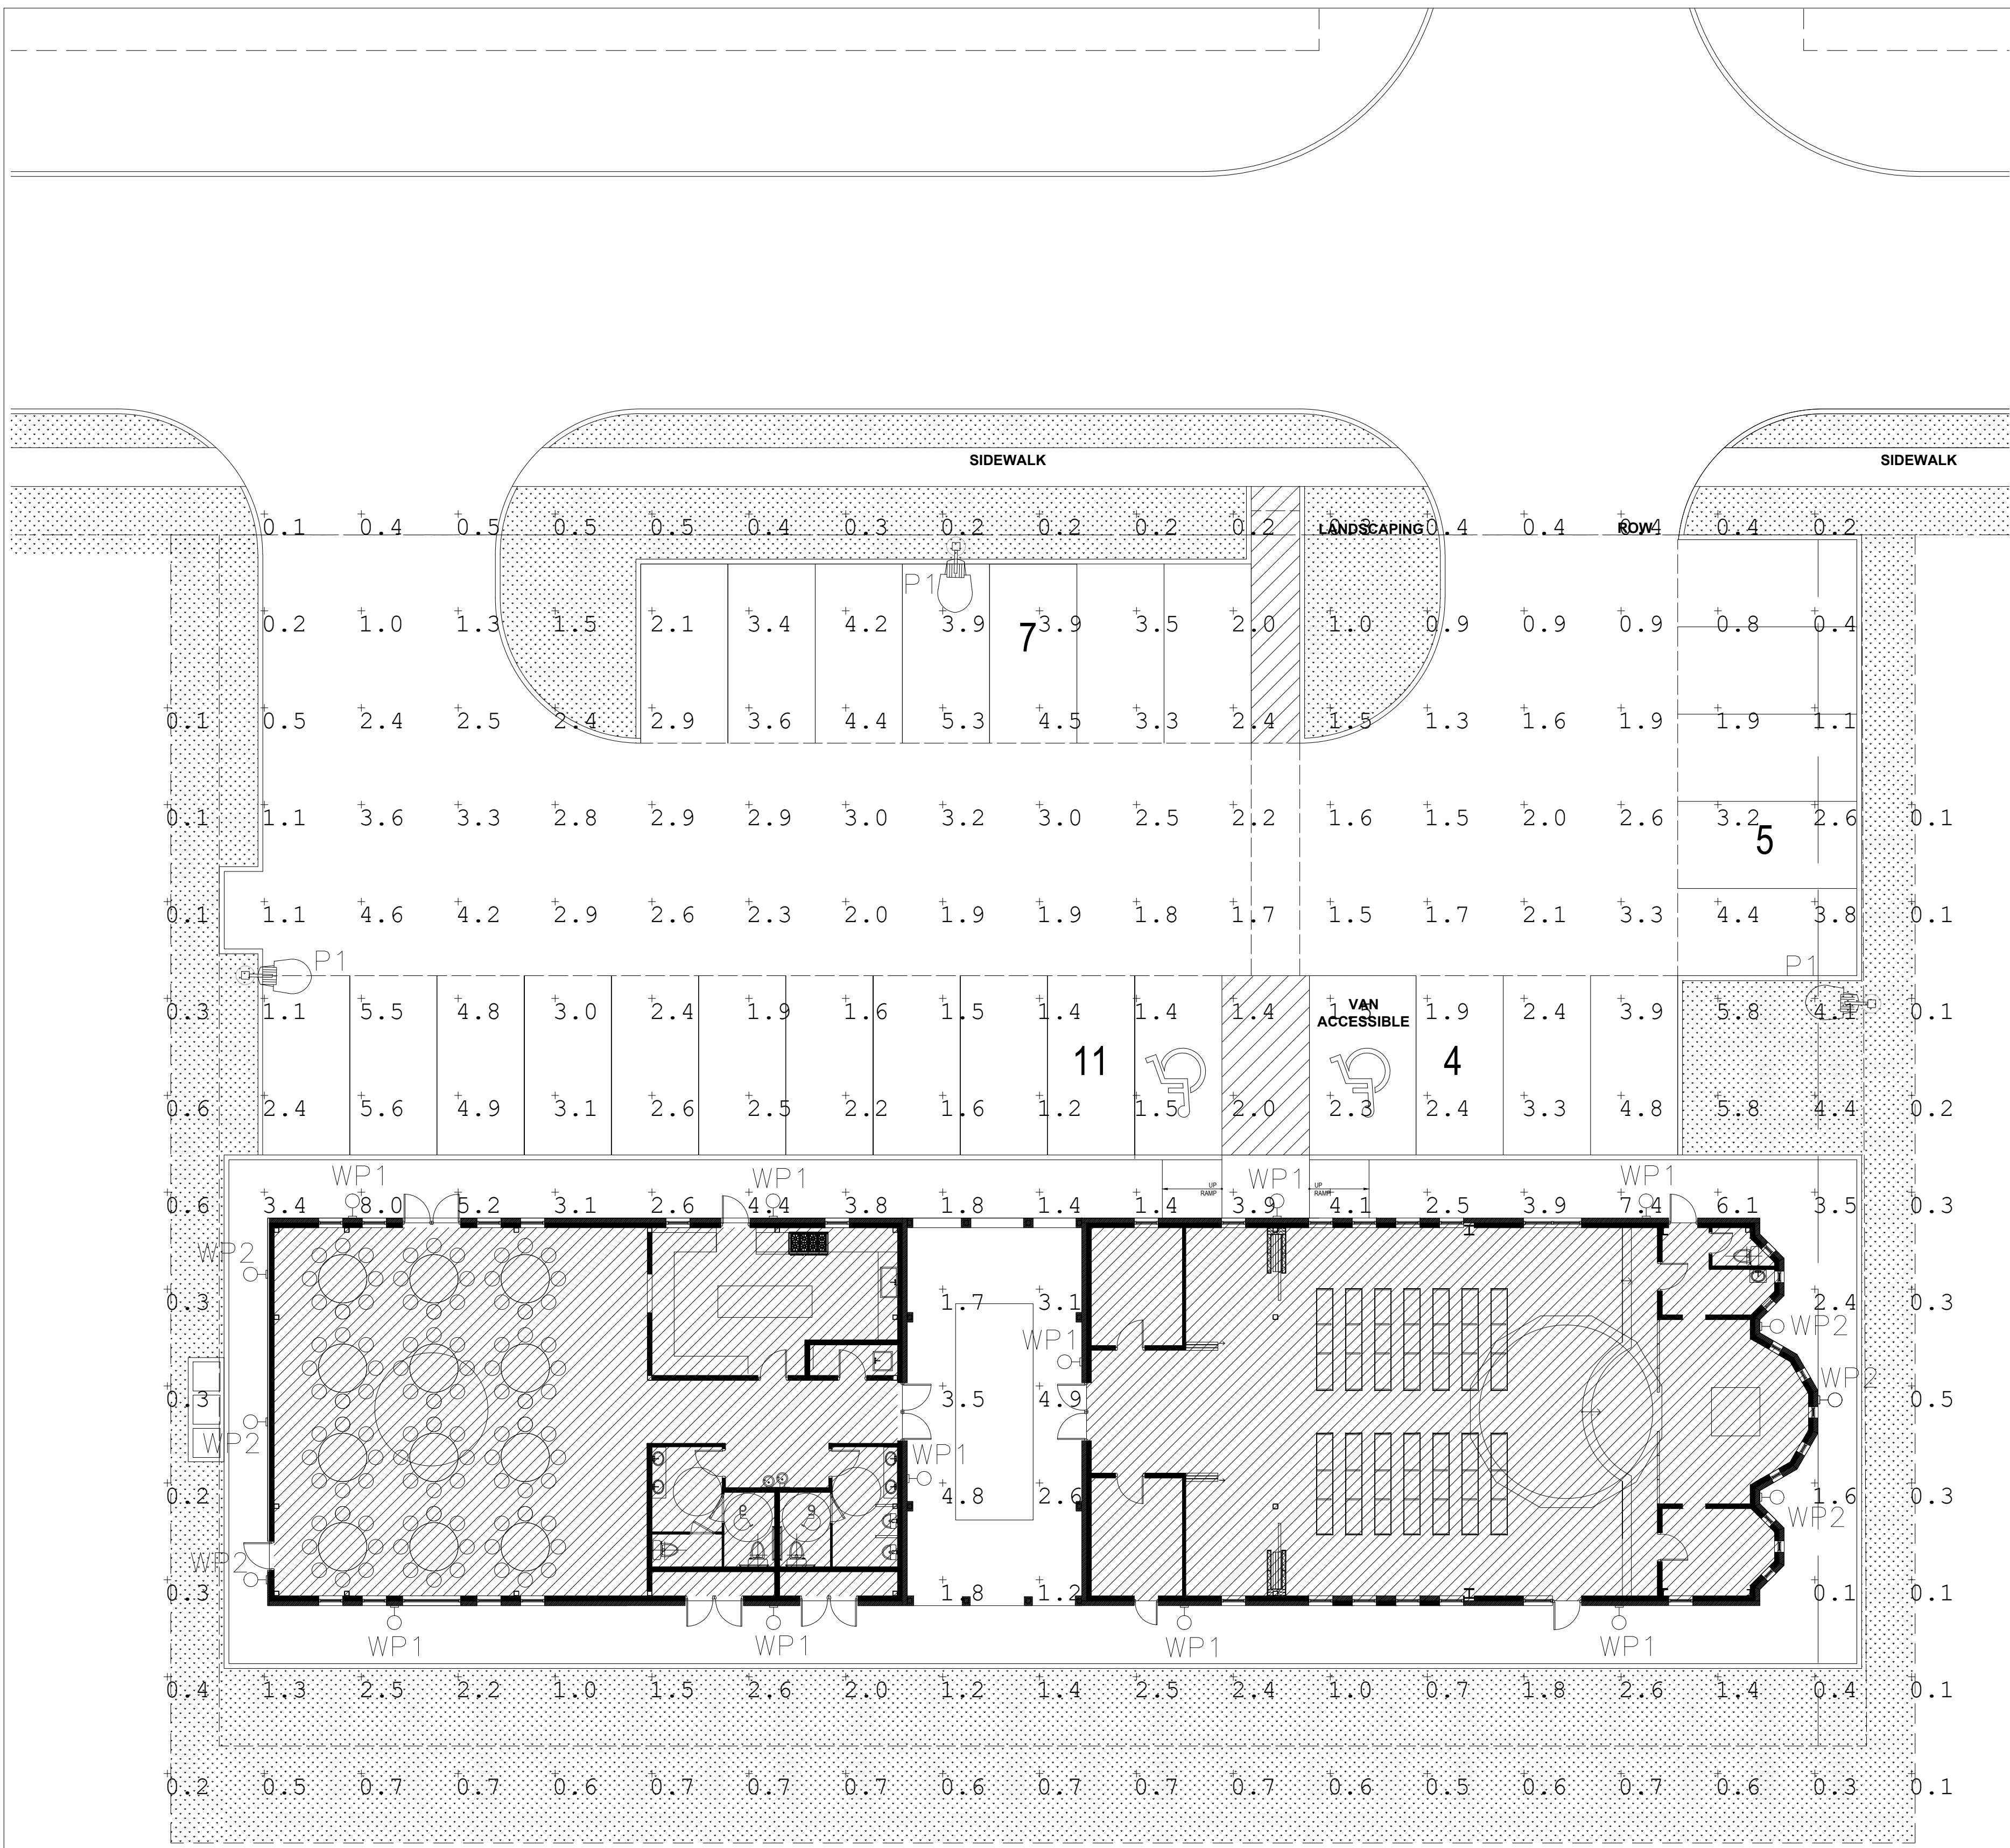 SIDEWALK SIDEWALK
0.1 0.4 0.5 0.5 0.5 0.4 0.3 0.2 0.2 0.2 0.2 LANDSCAPING 0.4 0.4 ROW 0.4 0.4 0.2
P1
0.2 1.0 1.3 1.5 2.1 3.4 4.2 3.9 3.9 3.5 2.0 1.0 0.9 0.9 0.9 0.8 0.4
7
0.1 0.5 2.4 2.5 2.4 2.9 3.6 4.4 5.3 4.5 3.3 2.4 1.5 1.3 1.6 1.9 1.9 1.1
0.1 1.1 3.6 3.3 2.8 2.9 2.9 3.0 3.2 3.0 2.5 2.2 1.6 1.5 2.0 2.6 3.2 2.6 0.1
5
0.1 1.1 4.6 4.2 2.9 2.6 2.3 2.0 1.9 1.9 1.8 1.7 1.5 1.7 2.1 3.3 4.4 3.8 0.1
P1 P1
VAN
0.3 1.1 5.5 4.8 3.0 2.4 1.9 1.6 1.5 1.4 1.4 1.4 1.9 2.4 3.9 5.8 4.1 0.1
ACCESSIBLE
11 4
0.6 2.4 5.6 4.9 3.1 2.6 2.5 2.2 1.6 1.2 1.5 2.0 2.3 2.4 3.3 4.8 5.8 4.4 0.2
WP1 WP1 WP1 WP1
UP UP
RAMP RAMP
0.6 3.4 8.0 5.2 3.1 2.6 4.4 3.8 1.8 1.4 1.4 3.9 4.1 2.5 3.9 7.4 6.1 3.5 0.3
WP2
0.3 1.7 3.1 2.4 0.3
WP1 WP2
WP2
0.3 3.5 4.9 0.5
WP2 WP1
0.2 4.8 2.6 1.6 0.3
WP2
WP2
0.3 1.8 1.2 0.1 0.1
WP1 WP1 WP1 WP1
0.4 1.3 2.5 2.2 1.0 1.5 2.6 2.0 1.2 1.4 2.5 2.4 1.0 0.7 1.8 2.6 1.4 0.4 0.1
0.2 0.5 0.7 0.7 0.6 0.7 0.7 0.7 0.6 0.7 0.7 0.7 0.6 0.5 0.6 0.7 0.6 0.3 0.1